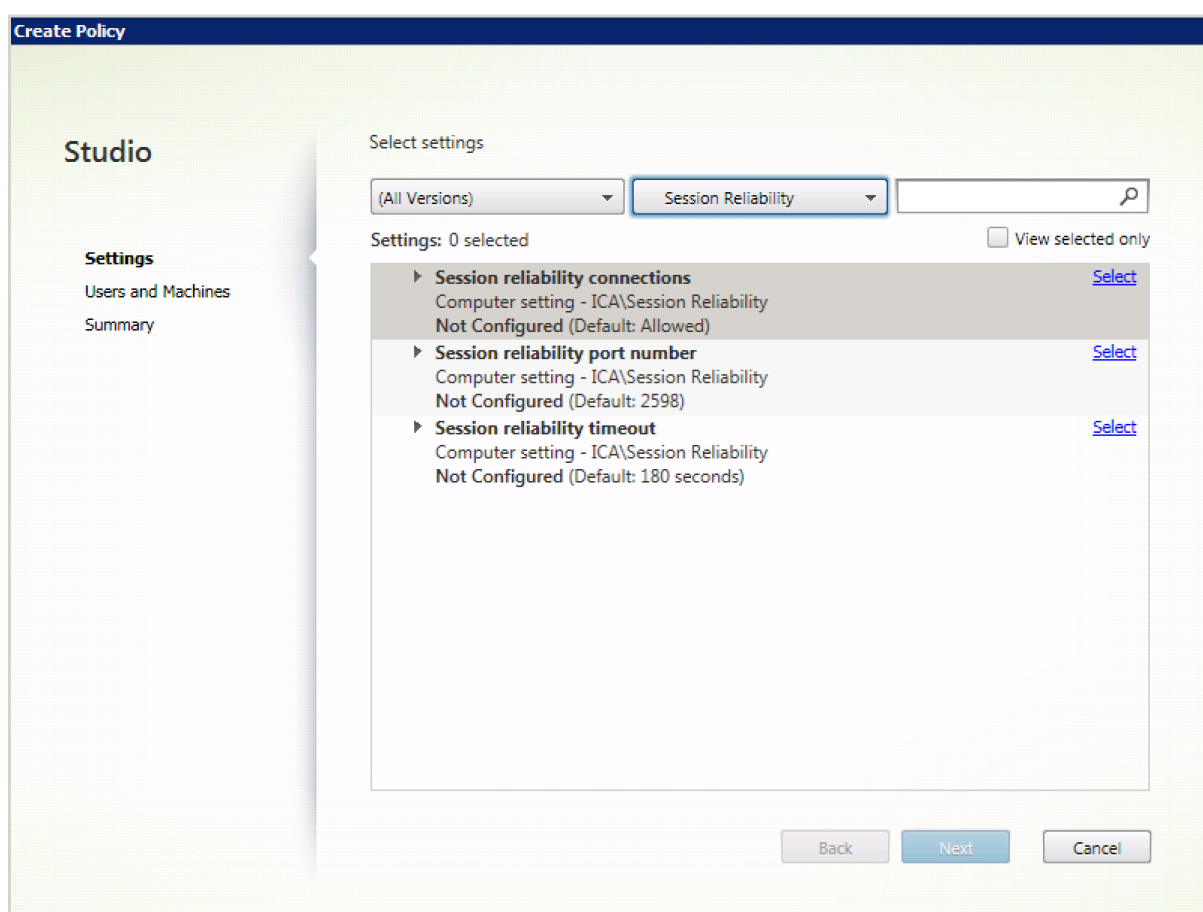 Create Policy
Studio
Settings
Users and Machines
Summary
Select settings
(All Versions)
Session Reliability
Settings: 0 selected
View selected only
Session reliability connections
Select
Computer setting - ICA\Session Reliability
Not Configured (Default: Allowed)
Session reliability port number
Select
Computer setting - ICA\Session Reliability
Not Configured (Default: 2598)
Session reliability timeout
Select
Computer setting - ICA\Session Reliability
Not Configured (Default: 180 seconds)
Back
Next
Cancel